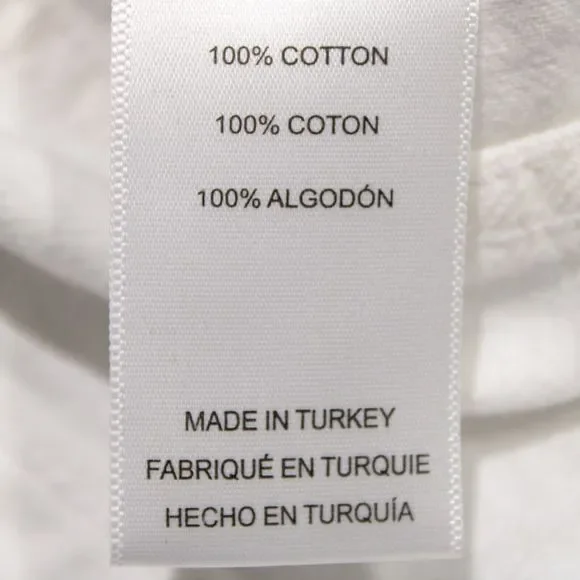 100% COTTON
100% COTON
100% ALGODÓN
MADE IN TURKEY
FABRIQUÉ EN TURQUIE
HECHO EN TURQUÍA